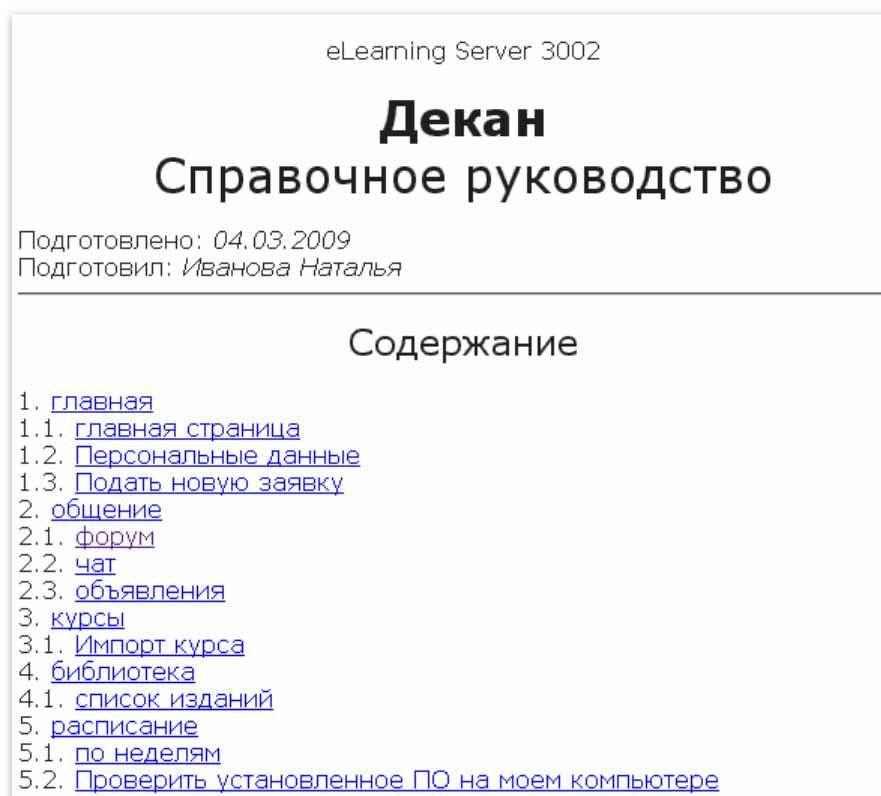 eLearning Server 3002
Декан
Справочное руководство
Подготовлено: 04.03.2009
Подготовил: Иванова Наталья
Содержание
1. главная
1.1. главная страница
1.2. Персональные данные
1.3. Подать новую заявку
2. общение
2.1. форум
2.2. чат
2.3. объявления
3. курсы
3.1. Импорт курса
4. библиотека
4.1. список изданий
5. расписание
5.1. по неделям
5.2. Проверить установленное ПО на моем компьютере